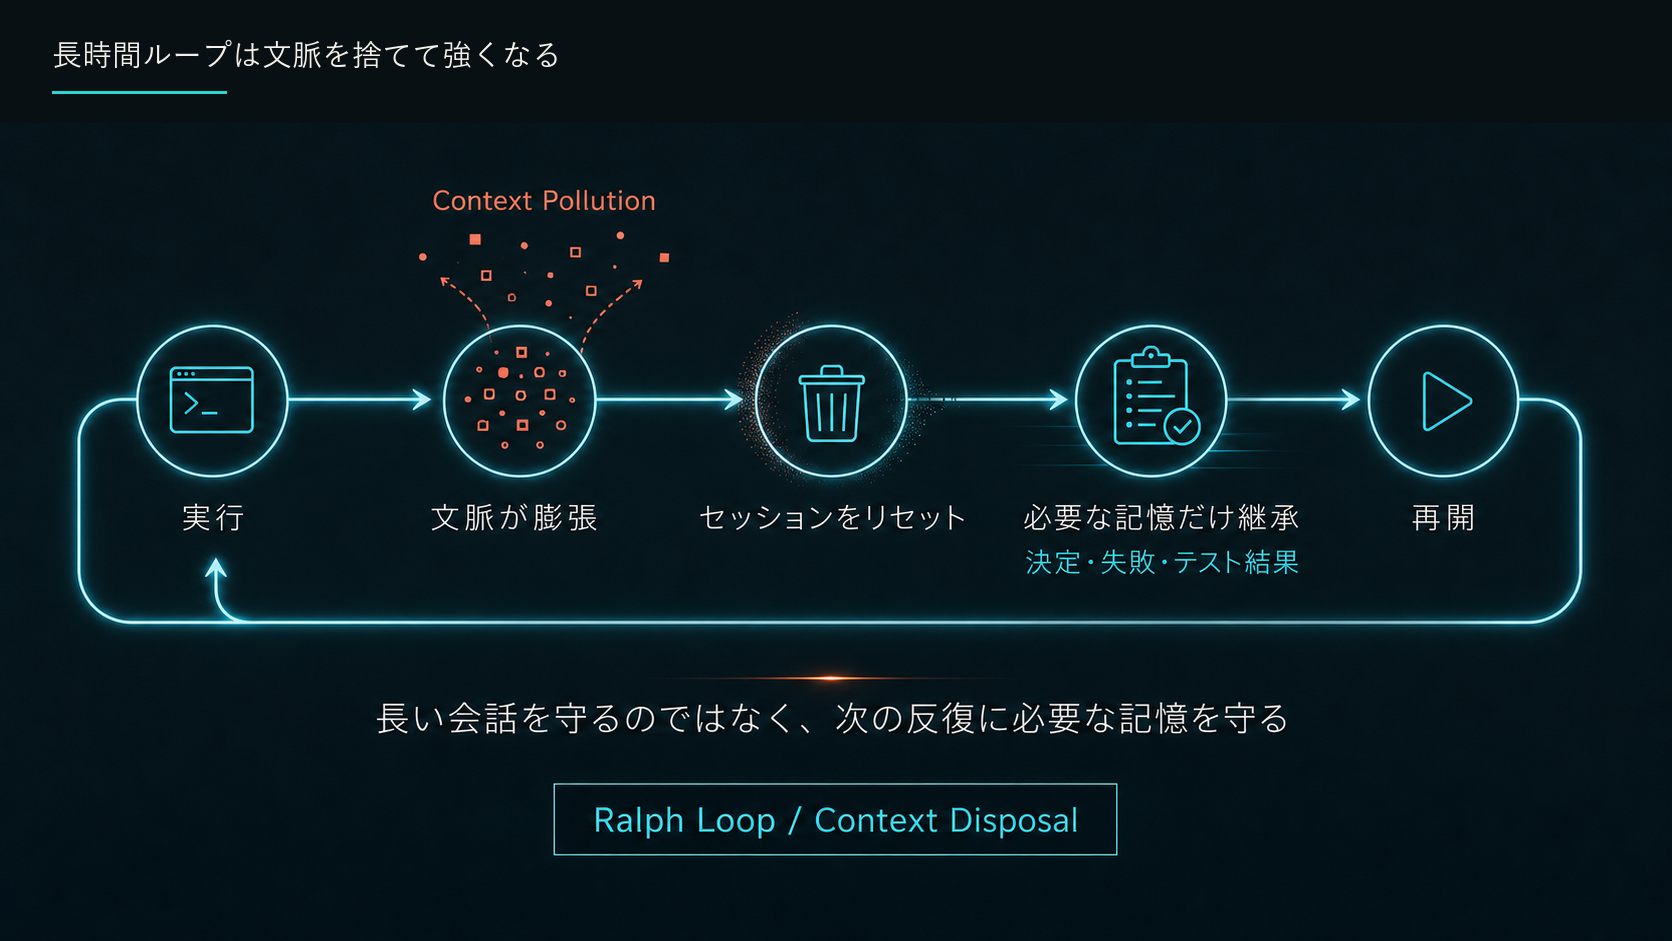 長時間ループは文脈を捨てて強くなる
Context Pollution
実行
文脈が膨張
セッションをリセット
必要な記憶だけ継承
決定・失敗・テスト結果
再開
長い会話を守るのではなく、次の反復に必要な記憶を守る
Ralph Loop / Context Disposal